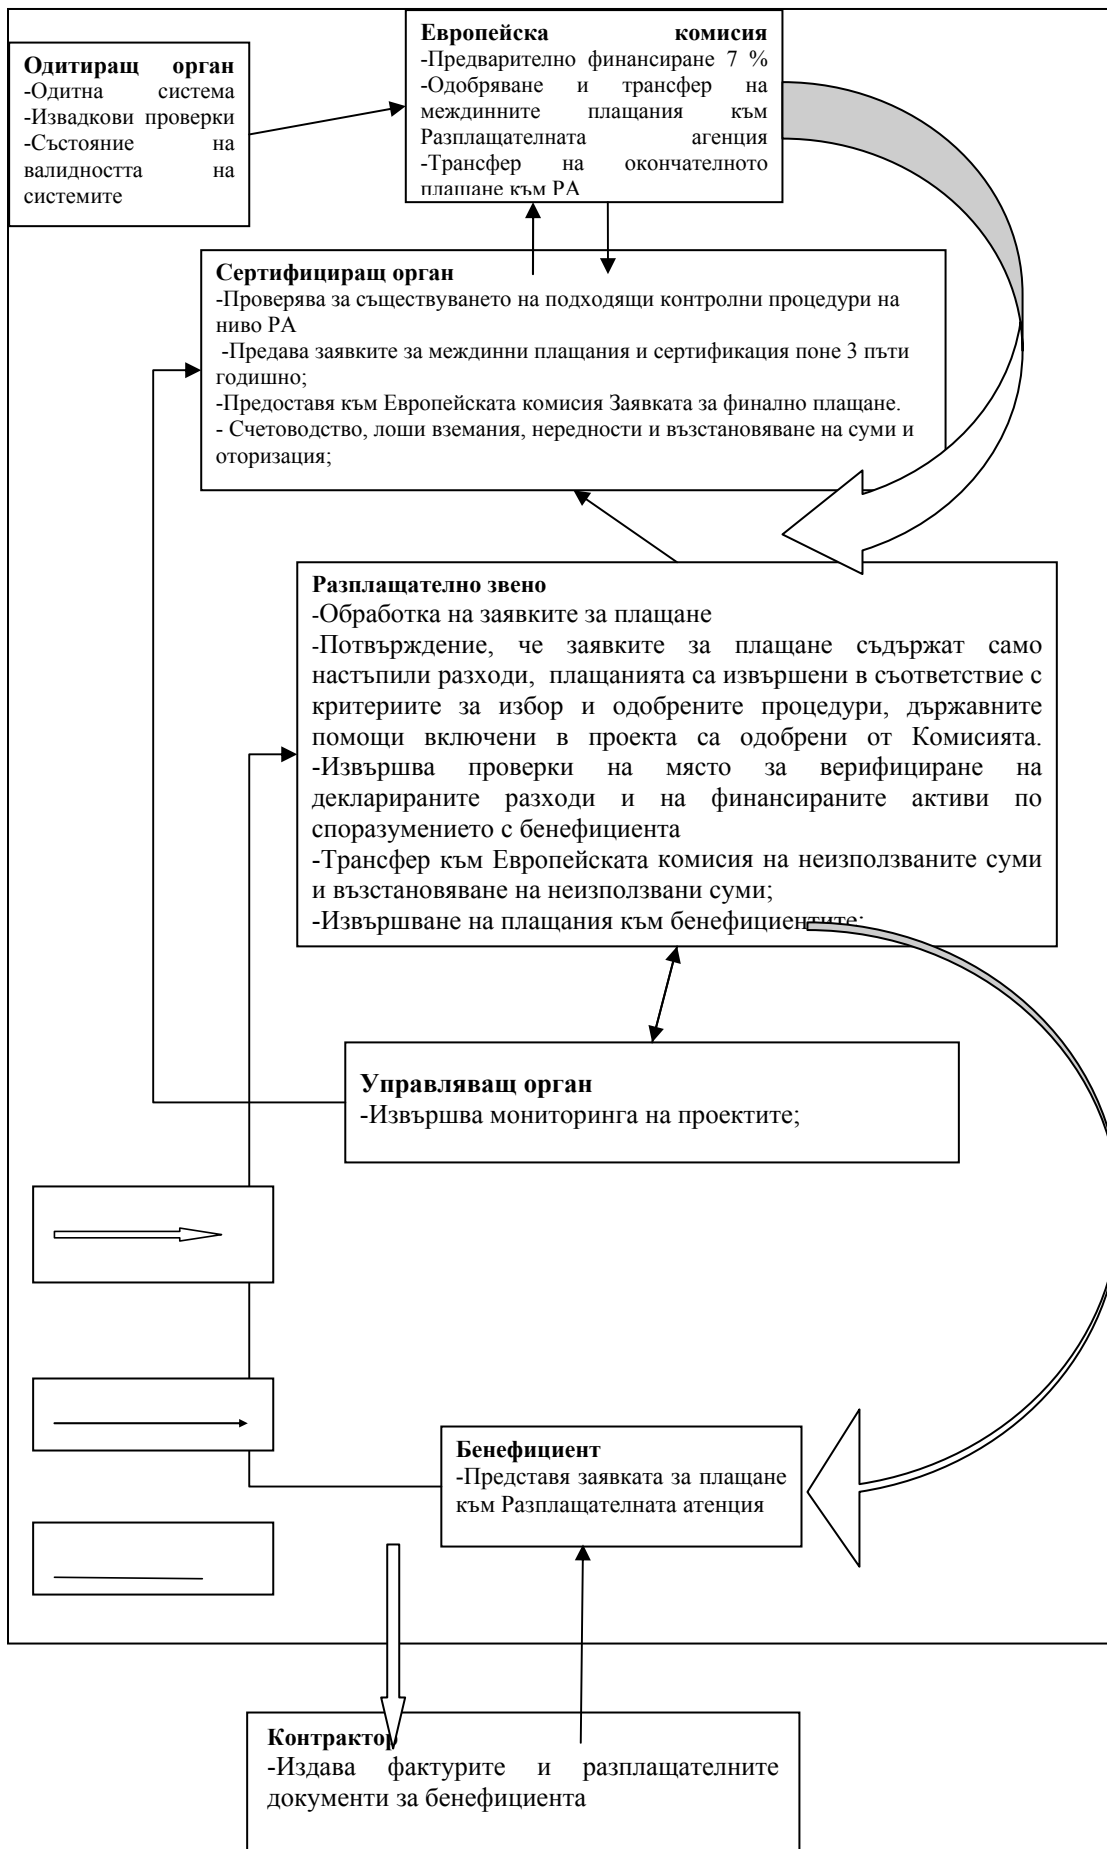 Одитиращ орган
-Одитна система
-Извадкови проверки
-Състояние на
валидността на
системите
Европейска комисия
-Предварително финансиране 7 %
-Одобряване и трансфер на
междинните плащания към
Разплащателната агенция
-Трансфер на окончателното
плащане към РА
Сертифициращ орган
-Проверява за съществуването на подходящи контролни процедури на
ниво РА
-Предава заявките за междинни плащания и сертификация поне 3 пъти
годишно;
-Предоставя към Европейската комисия Заявката за финално плащане.
- Счетоводство, лоши вземания, нередности и възстановяване на суми и
оторизация;
Разплащателно звено
-Обработка на заявките за плащане
-Потвърждение, че заявките за плащане съдържат само
настъпили разходи, плащанията са извършени в съответствие с
критериите за избор и одобрените процедури, държавните
помощи включени в проекта са одобрени от Комисията.
-Извършва проверки на място за верифициране на
декларираните разходи и на финансираните активи по
споразумението с бенефициента
-Трансфер към Европейската комисия на неизползваните суми
и възстановяване на неизползвани суми;
-Извършване на плащания към бенефициентите;
Управляващ орган
-Извършва мониторинга на проектите;
Бенефициент
-Представя заявката за плащане
към Разплащателната атенция
Контрактор
-Издава фактурите и разплащателните
документи за бенефициента